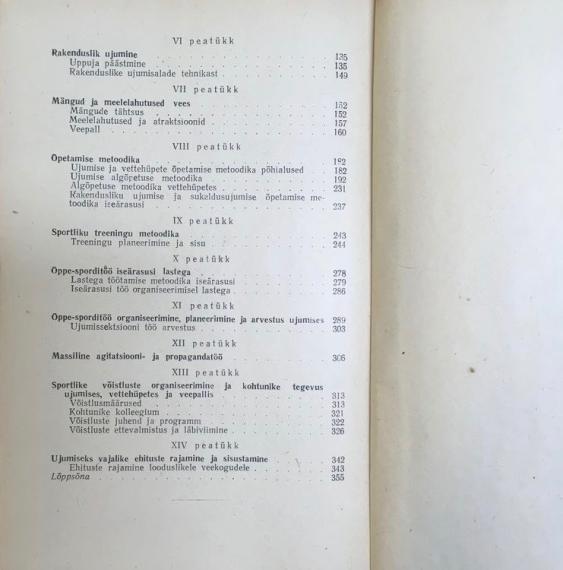 VI peatükk
Rakenduslik ujumine . . . . . . . . . . . 135
Uppuja päästmine . . . . . . . . . . . 135
Rakenduslike ujumisalade tehnikast . . . . . . . 149
VII peatükk
Mängud ja meelelahutused vees . . . . . . . . . 152
Mängude tähtsus . . . . . . . . . . . 152
Meelelahutused ja atraktsioonid . . . . . . . . 157
Veepall . . . . . . . . . . . . . . 160
VIII peatükk
Õpetamise metoodika . . . . . . . . . . . 182
Ujumise ja vettehüpete õpetamise metoodika põhialused . . 182
Ujumise algõpetuse metoodika . . . . . . . . 192
Algõpetuse metoodika vettehüpetes . . . . . . . 231
Rakendusliku ujumise ja sukeldusujumise õpetamise me-
toodika iseärasusi . . . . . . . . . . . 237
IX peatükk
Sportliku treeningu metoodika . . . . . . . . . 243
Treeningu planeerimine ja sisu . . . . . . . . 244
X peatükk
Õppe-sporditöö iseärasusi lastega . . . . . . . . 278
Lastega töötamise metoodika iseärasusi . . . . . . 279
Iseärasusi töö organiseerimisel lastega . . . . . . 286
XI peatükk
Õppe-sporditöö organiseerimine, planeerimine ja arvestus ujumises 289
Ujumissektsiooni töö arvestus . . . . . . . . 303
XII peatükk
Massiline agitatsiooni- ja propagandatöö . . . . . . 306
XIII peatükk
Sportlike võistluste organiseerimine ja kohtunike tegevus
ujumises, vettehüpetes ja veepallis . . . . . . . 313
Võistlusmäärused . . . . . . . . . . . 313
Kohtunike kolleegium . . . . . . . . . . 321
Võistluste juhend ja programm . . . . . . . . 322
Võistluste ettevalmistus ja läbiviimine . . . . . . 326
XIV peatükk
Ujumiseks vajalike ehituste rajamine ja sisustamine . . . . 342
Ehituste rajamine looduslikele veekogudele . . . . . 343
Lõppsõna . . . . . . . . . . . . . . 355